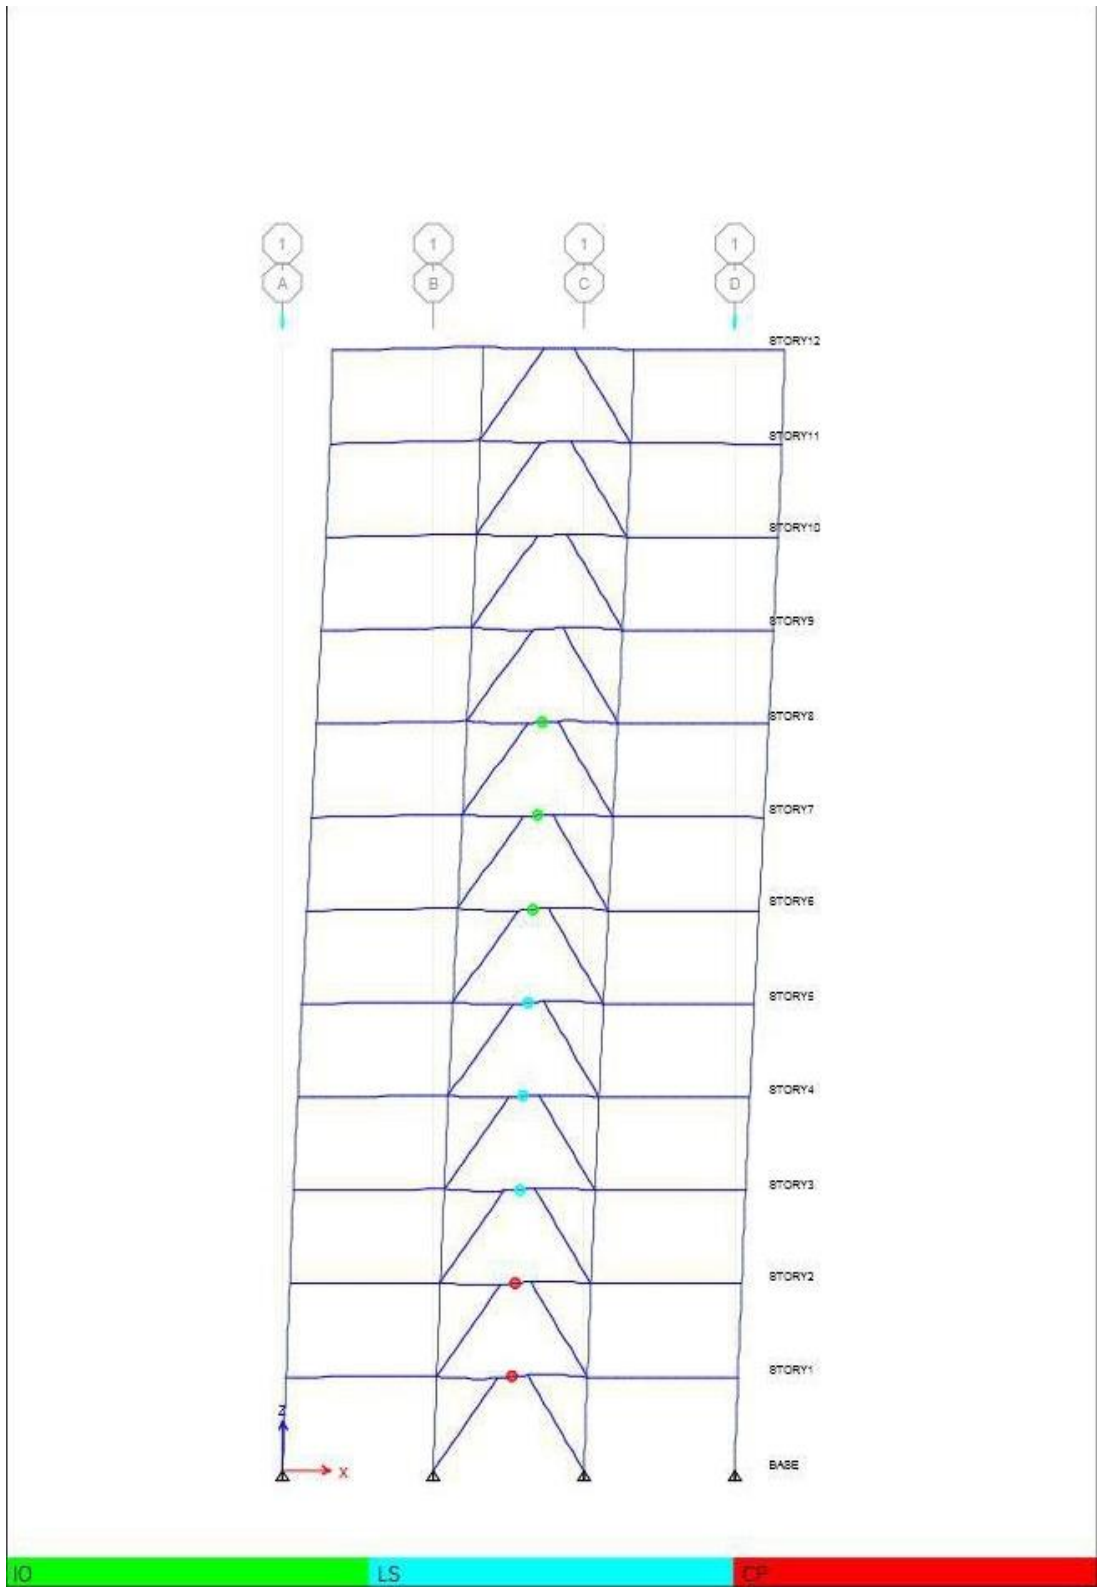 1 1 1 1
A B C D
STORY12
STORY11
STORY10
STORY9
STORY8
STORY7
STORY6
STORY5
STORY4
STORY3
STORY2
STORY1
Z
X
BASE
IO LS CP